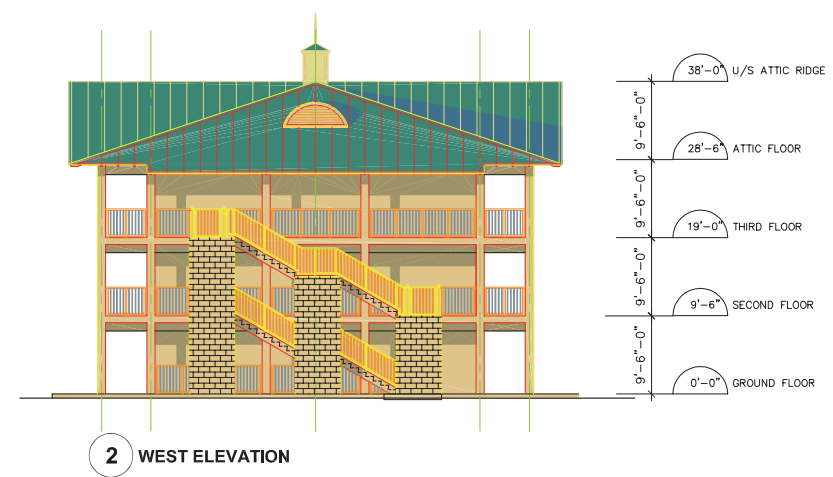 38'-0" U/S ATTIC RIDGE
9'-6-0"
28'-6" ATTIC FLOOR
9'-6-0"
19'-0" THIRD FLOOR
9'-6-0"
9'-6" SECOND FLOOR
9'-6-0"
0'-0" GROUND FLOOR
2 WEST ELEVATION